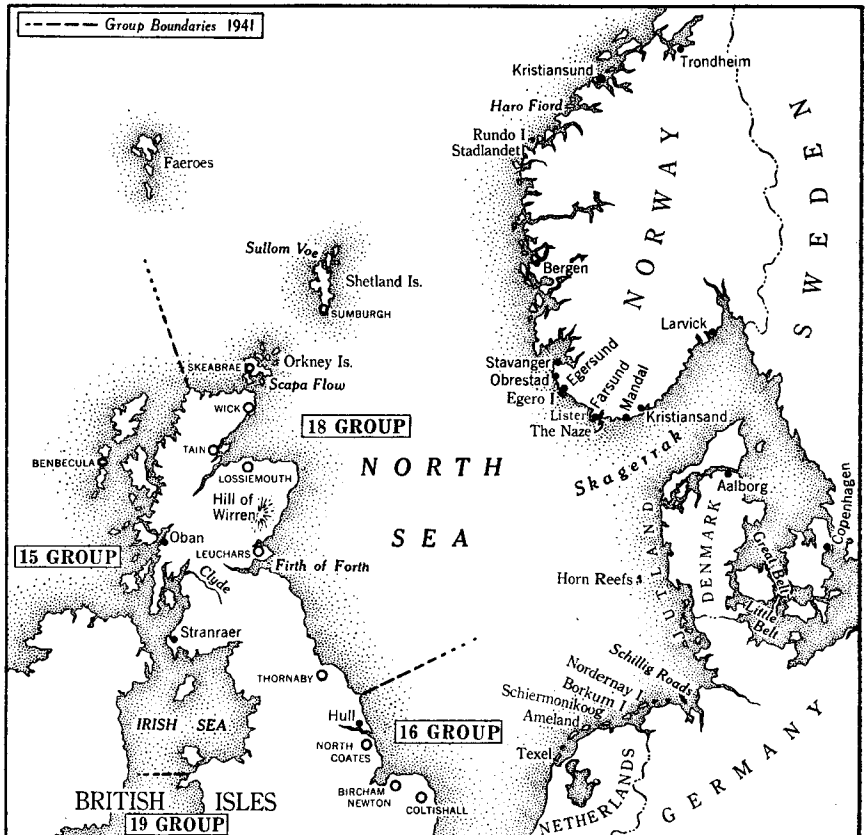 Group Boundaries 1941
Kristiansund
Trondheim
Haro Fiord
Rundo I
Stadlandet
Faeroes
NORWAY
SWEDEN
Sullom Voe
Shetland Is.
SUMBURGH
Bergen
Larvick
SKEABRAE
Orkney Is.
Scapa Flow
Stavanger
Obrestad
Egero I
Egersund
Lister
The Naze
Farsund
Mandal
Kristiansand
WICK
18 GROUP
TAIN
BENBECULA
LOSSIEMOUTH
Hill of
Wirren
NORTH
SEA
Skagerrak
Aalborg
Copenhagen
Oban
15 GROUP
LEUCHARS
Firth of Forth
Clyde
JUTLAND
DENMARK
Great Belt
Little
Belt
Horn Reefs
Stranraer
THORNABY
Schillig Roads
Nordernay I
Borkurn I
Schiermonikoog
Ameland
Texel
IRISH SEA
Hull
16 GROUP
NORTH
COATES
BIRCHAM
NEWTON
COLTISHALL
NETHERLANDS
GERMANY
BRITISH ISLES
19 GROUP